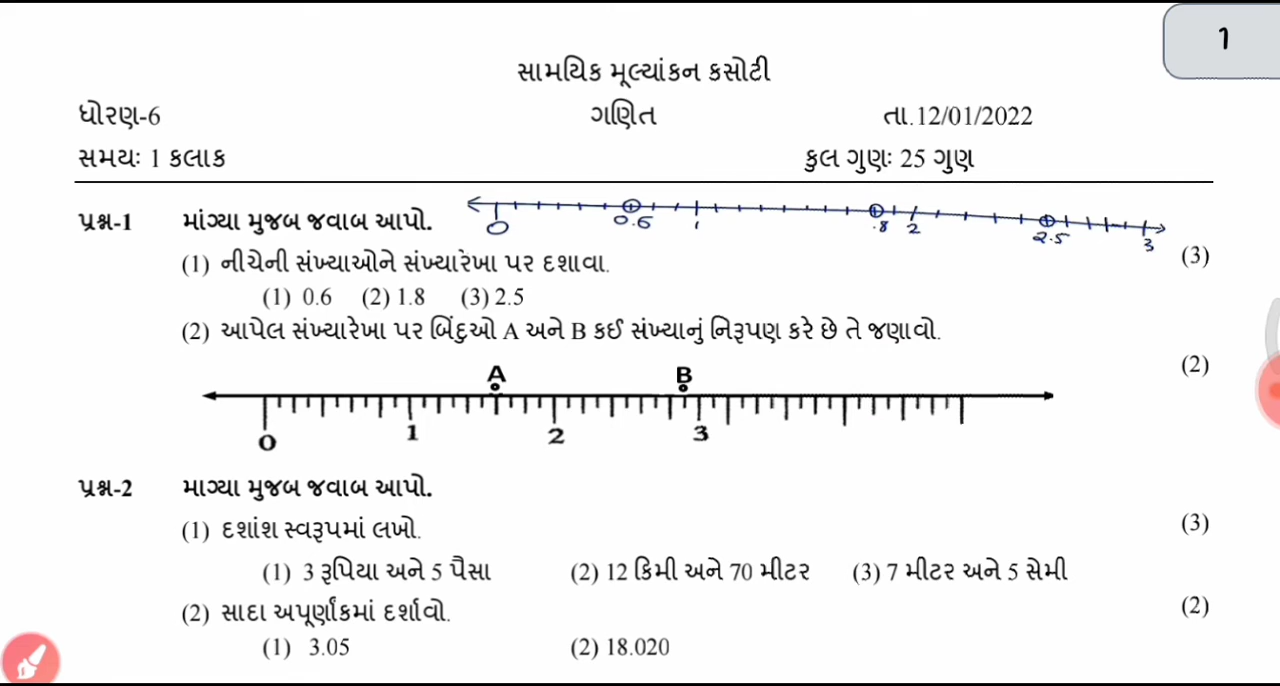 1
સામયિક મૂલ્યાંકન કસોટી
ધોરણ-6 ગણિત તા.12/01/2022
સમયઃ 1 કલાક કુલ ગુણઃ 25 ગુણ
પ્રશ્ન-1 માંગ્યા મુજબ જવાબ આપો.
0 0.6 1 .8 2 2.5 3
(1) નીચેની સંખ્યાઓને સંખ્યારેખા પર દશાવા. (3)
(1) 0.6 (2) 1.8 (3) 2.5
(2) આપેલ સંખ્યારેખા પર બિંદુઓ A અને B કઈ સંખ્યાનું નિરૂપણ કરે છે તે જણાવો.
(2)
A B
0 1 2 3
પ્રશ્ન-2 માગ્યા મુજબ જવાબ આપો.
(1) દશાંશ સ્વરૂપમાં લખો. (3)
(1) 3 રૂપિયા અને 5 પૈસા (2) 12 કિમી અને 70 મીટર (3) 7 મીટર અને 5 સેમી
(2) સાદા અપૂર્ણાંકમાં દર્શાવો. (2)
(1) 3.05 (2) 18.020